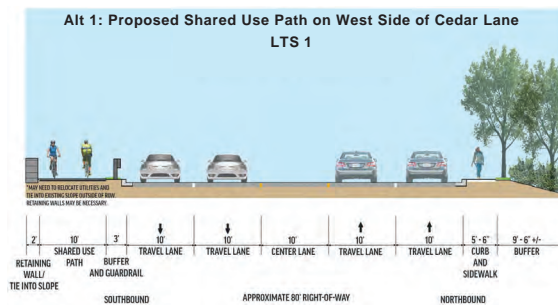 Alt 1: Proposed Shared Use Path on West Side of Cedar Lane
LTS 1
*MAY NEED TO RELOCATE UTILITIES AND
TIE INTO EXISTING SLOPE OUTSIDE OF ROW.
RETAINING WALLS MAY BE NECESSARY.
2' 10' 3' 10' 10' 10' 10' 10' 5' - 6" 9' - 6" +/-
RETAINING WALL/ TIE INTO SLOPE
SHARED USE PATH
BUFFER AND GUARDRAIL
TRAVEL LANE
TRAVEL LANE
CENTER LANE
TRAVEL LANE
TRAVEL LANE
CURB AND SIDEWALK
BUFFER
SOUTHBOUND APPROXIMATE 80' RIGHT-OF-WAY NORTHBOUND